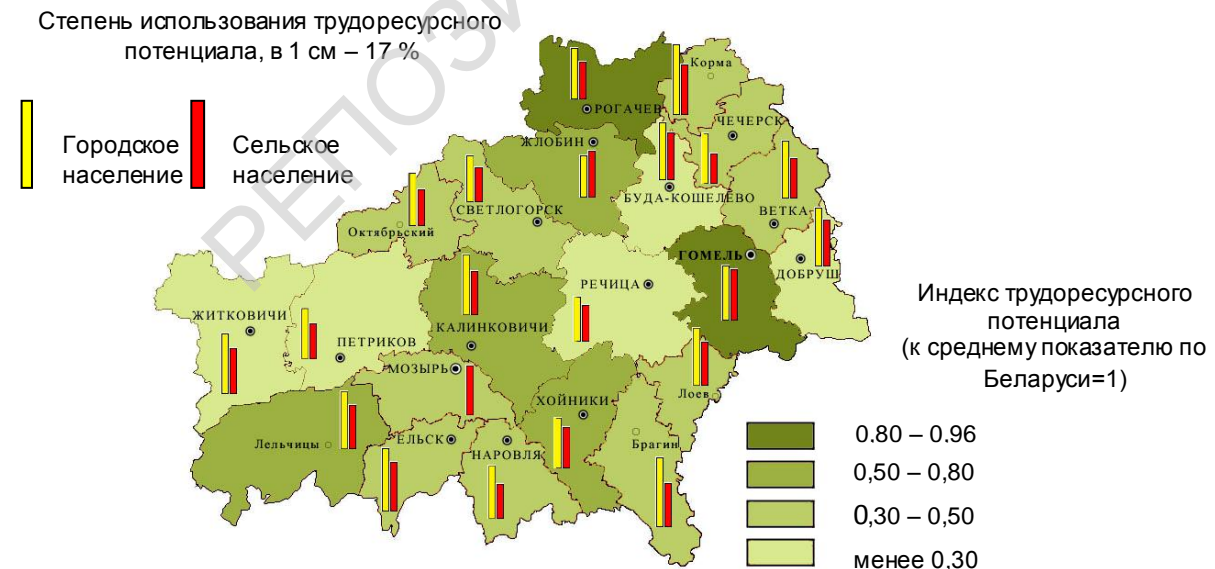 Степень использования трудоресурсного
потенциала, в 1 см – 17 %
Городское
население
Сельское
население
РЕПОЗИ
Корма
РОГАЧЕВ
ЧЕЧЕРСК
ЖЛОБИН
БУДА-КОШЕЛЕВО
СВЕТЛОГОРСК
ВЕТКА
Октябрьский
ГОМЕЛЬ
ДОБРУШ
РЕЧИЦА
ЖИТКОВИЧИ
КАЛИНКОВИЧИ
ПЕТРИКОВ
МОЗЫРЬ
Лоев
ХОЙНИКИ
Лельчицы
ЕЛЬСК
НАРОВЛЯ
Брагин
Индекс трудоресурсного
потенциала
(к среднему показателю по
Беларуси=1)
0.80 – 0.96
0,50 – 0,80
0,30 – 0,50
менее 0,30